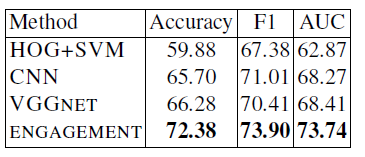 Method Accuracy F1 AUC
HOG+SVM 59.88 67.38 62.87
CNN 65.70 71.01 68.27
VGGNET 66.28 70.41 68.41
ENGAGEMENT 72.38 73.90 73.74